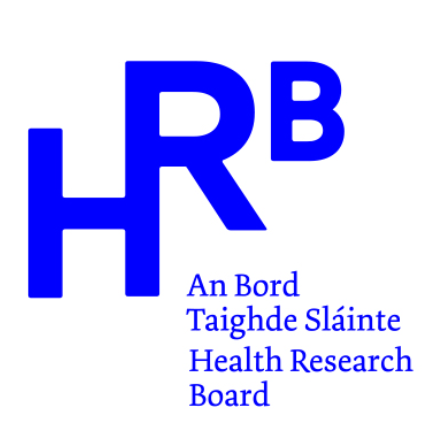 HRB
An Bord
Taighde Sláinte
Health Research
Board